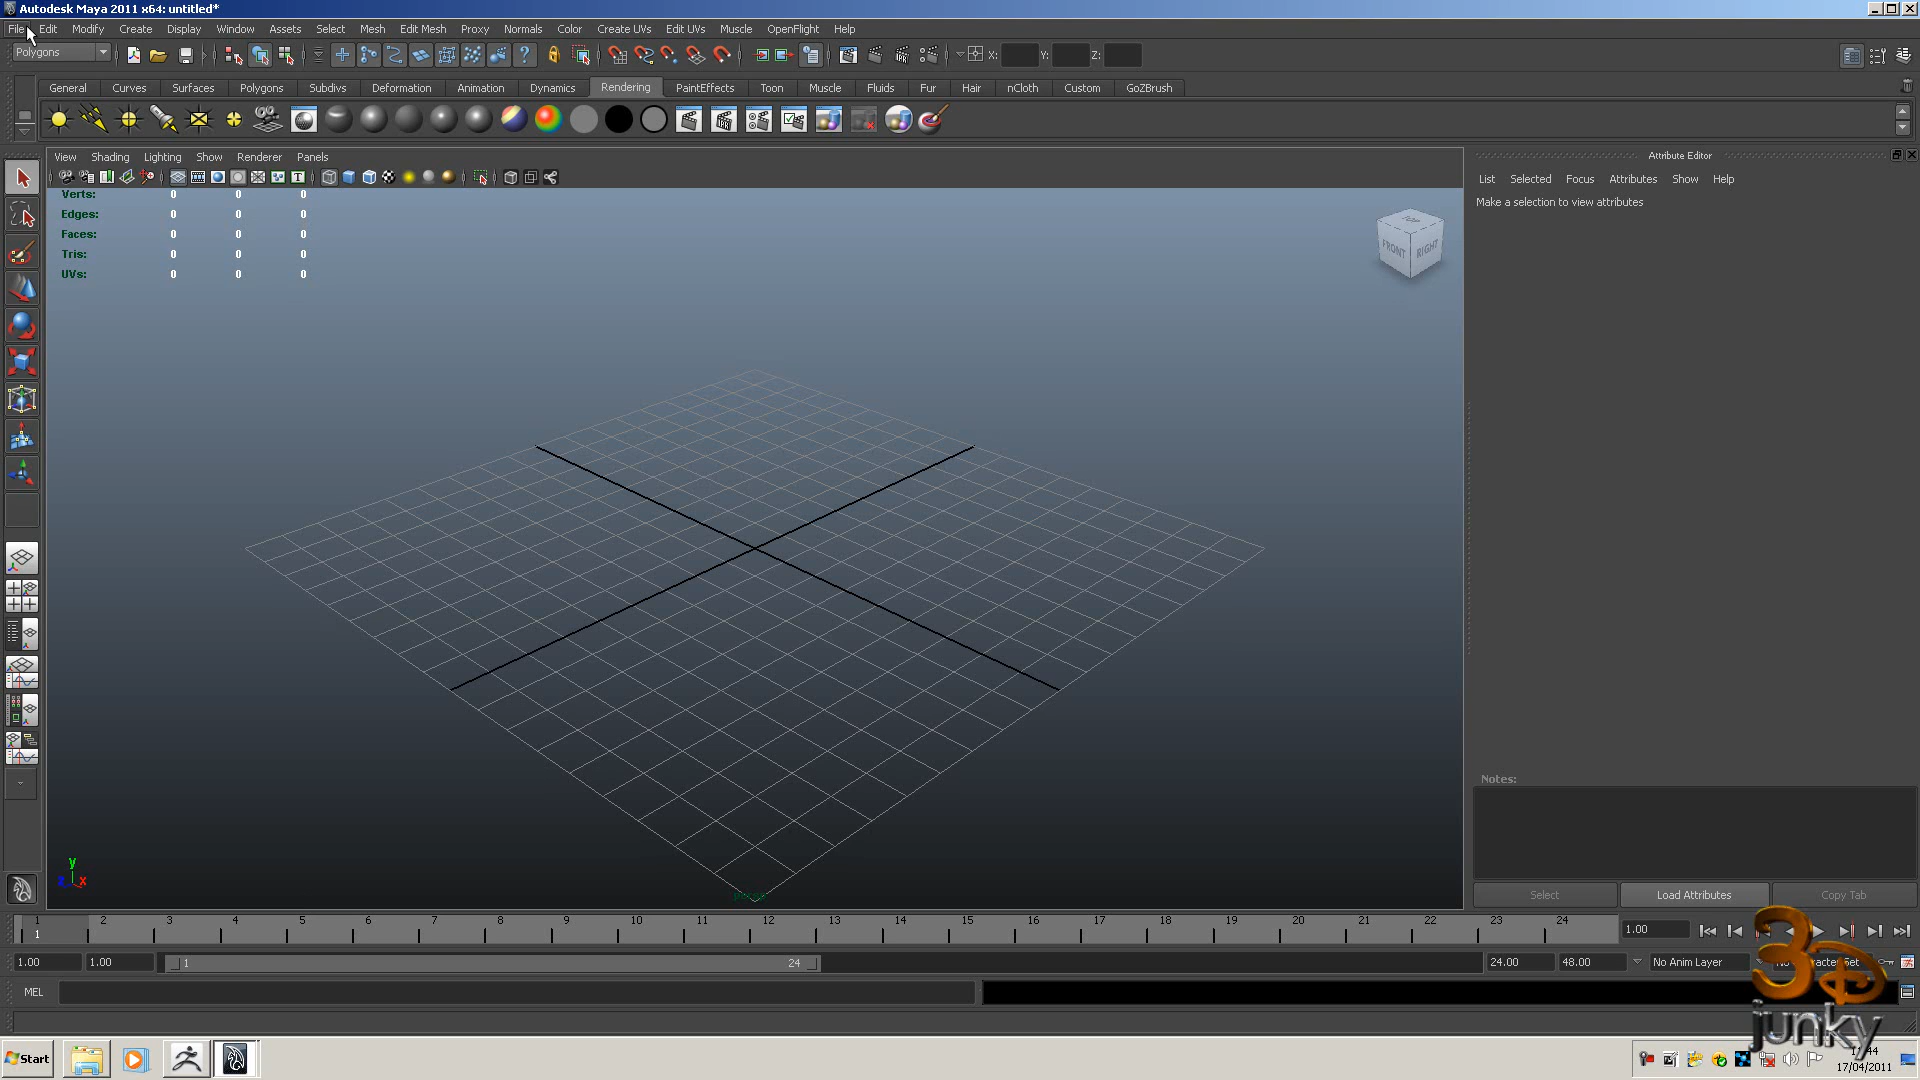 Autodesk Maya 2011 x64: untitled*
File Edit Modify Create Display Window Assets Select Mesh Edit Mesh Proxy Normals Color Create UVs Edit UVs Muscle OpenFlight Help
Polygons X: Y: Z:
General Curves Surfaces Polygons Subdivs Deformation Animation Dynamics Rendering PaintEffects Toon Muscle Fluids Fur Hair nCloth Custom GoZBrush
View Shading Lighting Show Renderer Panels
Attribute Editor
List Selected Focus Attributes Show Help
Make a selection to view attributes
Verts: 0 0 0
Edges: 0 0 0
Faces: 0 0 0
Tris: 0 0 0
UVs: 0 0 0
TOP
FRONT RIGHT
Notes:
y
z x
persp
Select Load Attributes Copy Tab
1 2 3 4 5 6 7 8 9 10 11 12 13 14 15 16 17 18 19 20 21 22 23 24
1
1.00
1.00 1.00 1 24 24.00 48.00 No Anim Layer
MEL
3D
junky
Start
17/04/2011